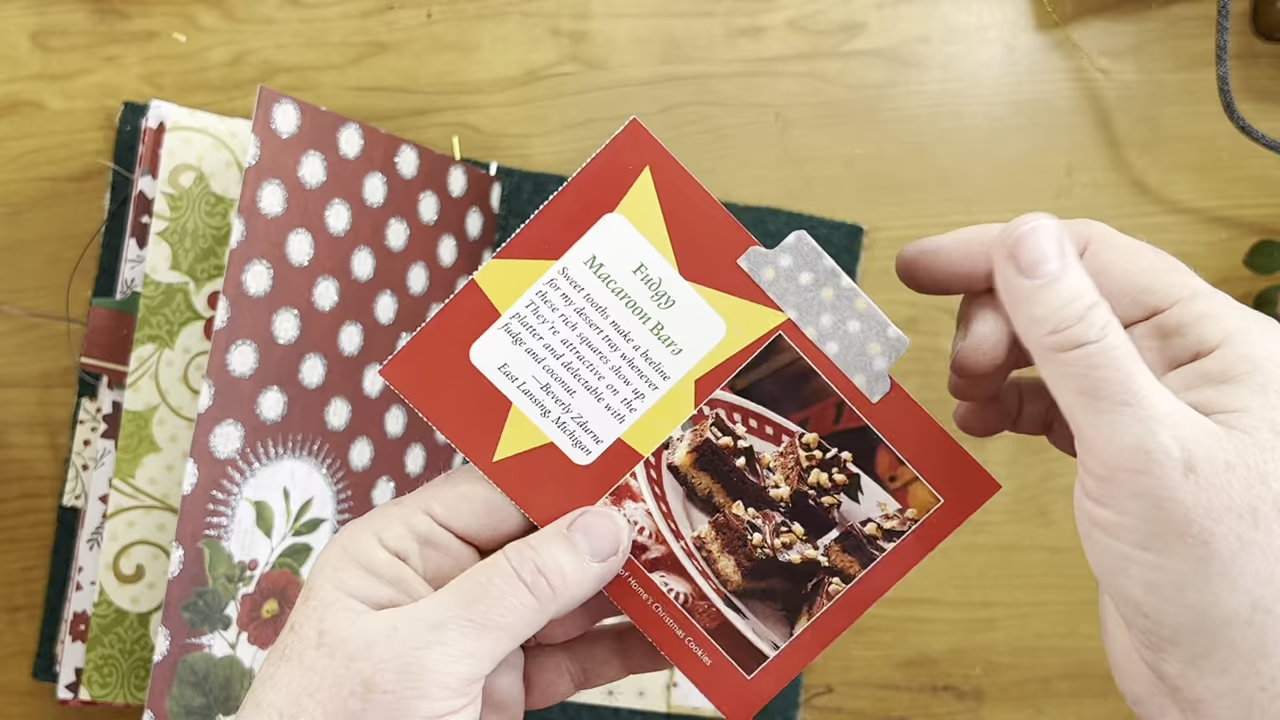 Fudgy
Macaroon Bars
Sweet tooths make a beeline
for my dessert tray whenever
these rich squares show up.
They're attractive on the
platter and delectable with
fudge and coconut.
—Beverly Zdurne
East Lansing, Michigan
of Home's Christmas Cookies